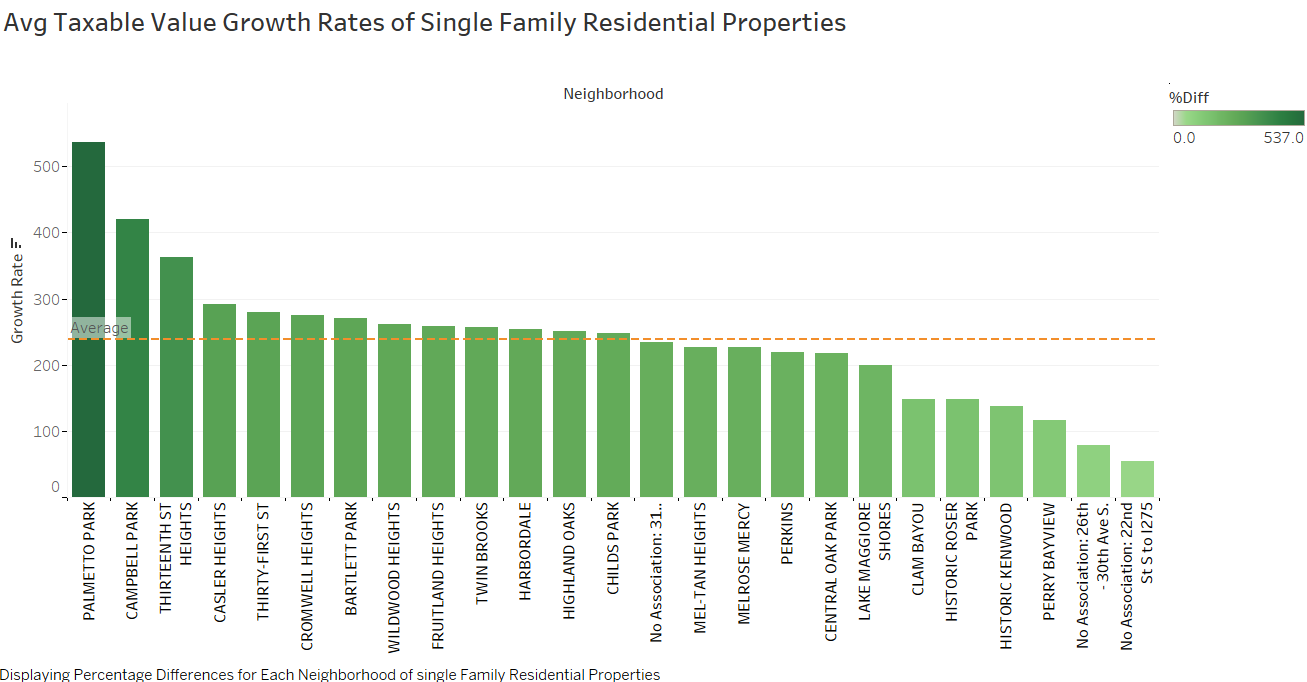 Avg Taxable Value Growth Rates of Single Family Residential Properties
Neighborhood
%Diff
0.0
537.0
Growth Rate
500
400
300
200
100
0
Average
PALMETTO PARK
CAMPBELL PARK
THIRTEENTH ST
HEIGHTS
CASLER HEIGHTS
THIRTY-FIRST ST
CROMWELL HEIGHTS
BARTLETT PARK
WILDWOOD HEIGHTS
FRUITLAND HEIGHTS
TWIN BROOKS
HARBORDALE
HIGHLAND OAKS
CHILDS PARK
No Association: 31..
MEL-TAN HEIGHTS
MELROSE MERCY
PERKINS
CENTRAL OAK PARK
LAKE MAGGIORE
SHORES
CLAM BAYOU
HISTORIC ROSER
PARK
HISTORIC KENWOOD
PERRY BAYVIEW
No Association: 26th
- 30th Ave S.
No Association: 22nd
St S to I275
Displaying Percentage Differences for Each Neighborhood of single Family Residential Properties